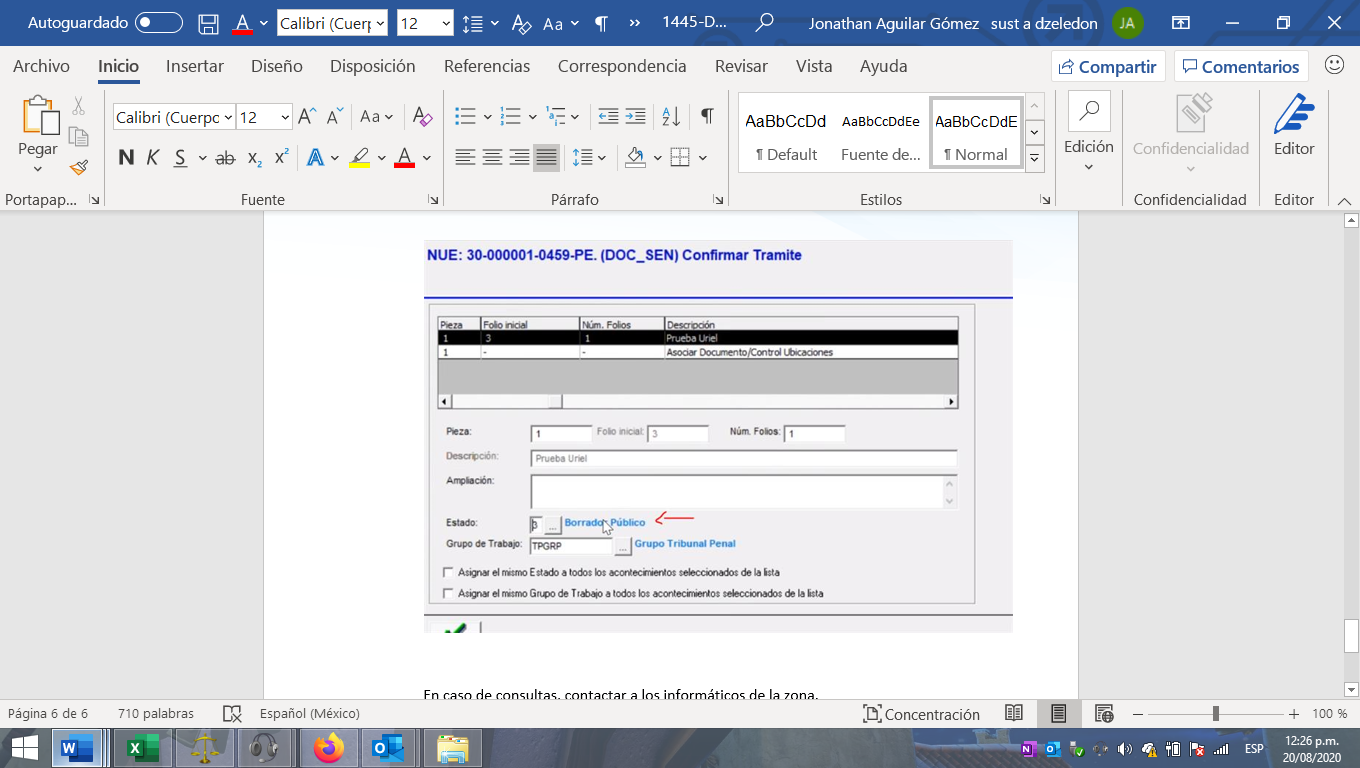 Autoguardado
A
Calibri (Cuerp
12
Aa
1445-D...
Jonathan Aguilar Gómez
sust a dzeledon
JA
Archivo
Inicio
Insertar
Diseño
Disposición
Referencias
Correspondencia
Revisar
Vista
Ayuda
Compartir
Comentarios
Pegar
Calibri (Cuerpo
12
A A
Aa
N K S ab x₂ x² A A
AaBbCcDd
¶ Default
AaBbCcDdEe
Fuente de...
AaBbCcDdE
¶ Normal
Edición
Confidencialidad
Editor
Portapap...
Fuente
Párrafo
Estilos
Confidencialidad
Editor
NUE: 30-000001-0459-PE. (DOC_SEN) Confirmar Tramite
Pieza Folio inicial Núm. Folios Descripción
1 3 1 Prueba Uriel
1 - - Asociar Documento/Control Ubicaciones
Pieza: 1 Folio inicial: 3 Núm. Folios: 1
Descripción: Prueba Uriel
Ampliación:
Estado: 3 ... Borrador Público
Grupo de Trabajo: TPGRP ... Grupo Tribunal Penal
Asignar el mismo Estado a todos los acontecimientos seleccionados de la lista
Asignar el mismo Grupo de Trabajo a todos los acontecimientos seleccionados de la lista
En caso de consultas, contactar a los informáticos de la zona.
Página 6 de 6
710 palabras
Español (México)
Concentración
100 %
ESP
12:26 p.m.
20/08/2020